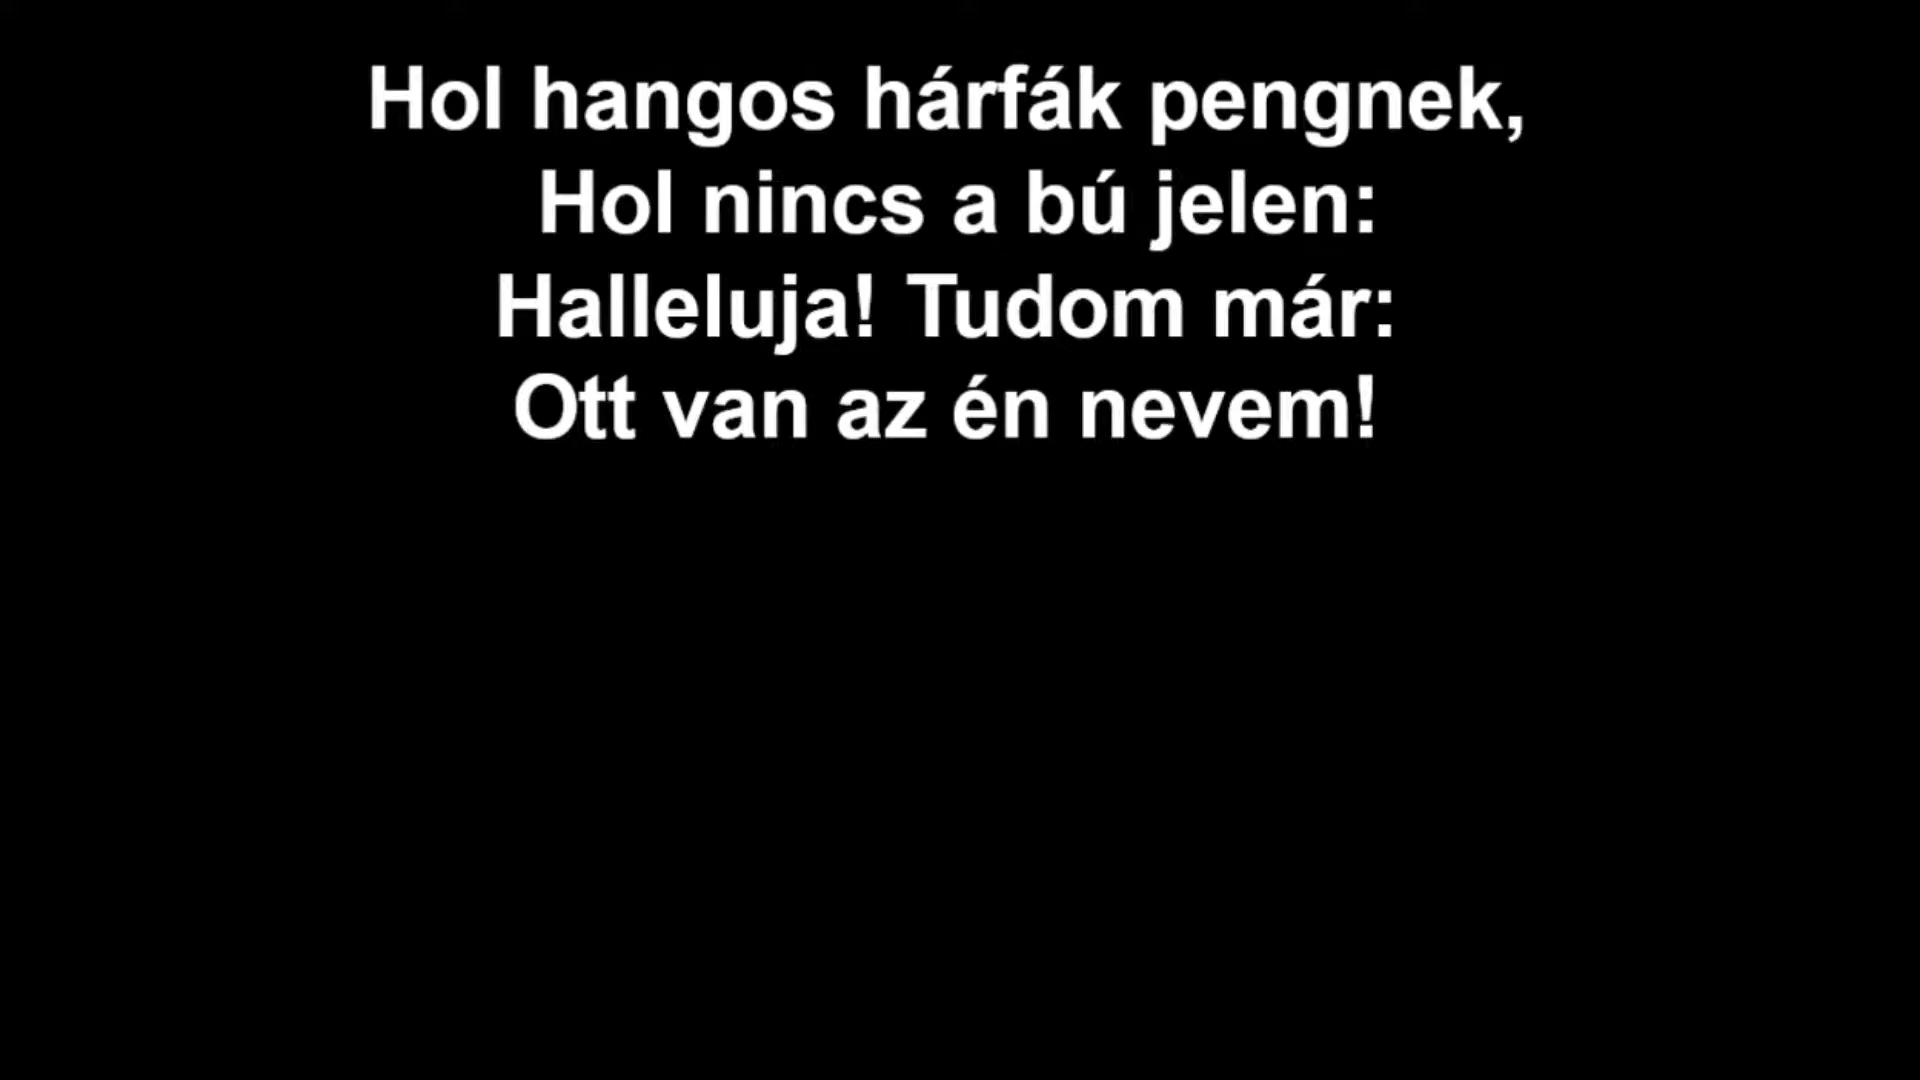 Hol hangos hárfák pengnek,
Hol nincs a bú jelen:
Halleluja! Tudom már:
Ott van az én nevem!